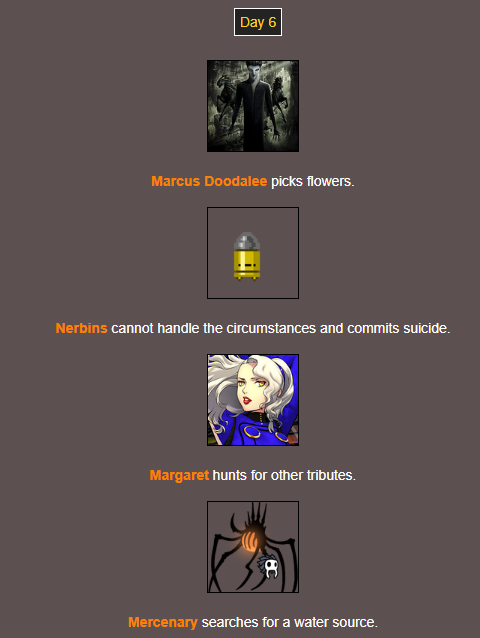 Day 6
Marcus Doodalee picks flowers.
Nerbins cannot handle the circumstances and commits suicide.
Margaret hunts for other tributes.
Mercenary searches for a water source.